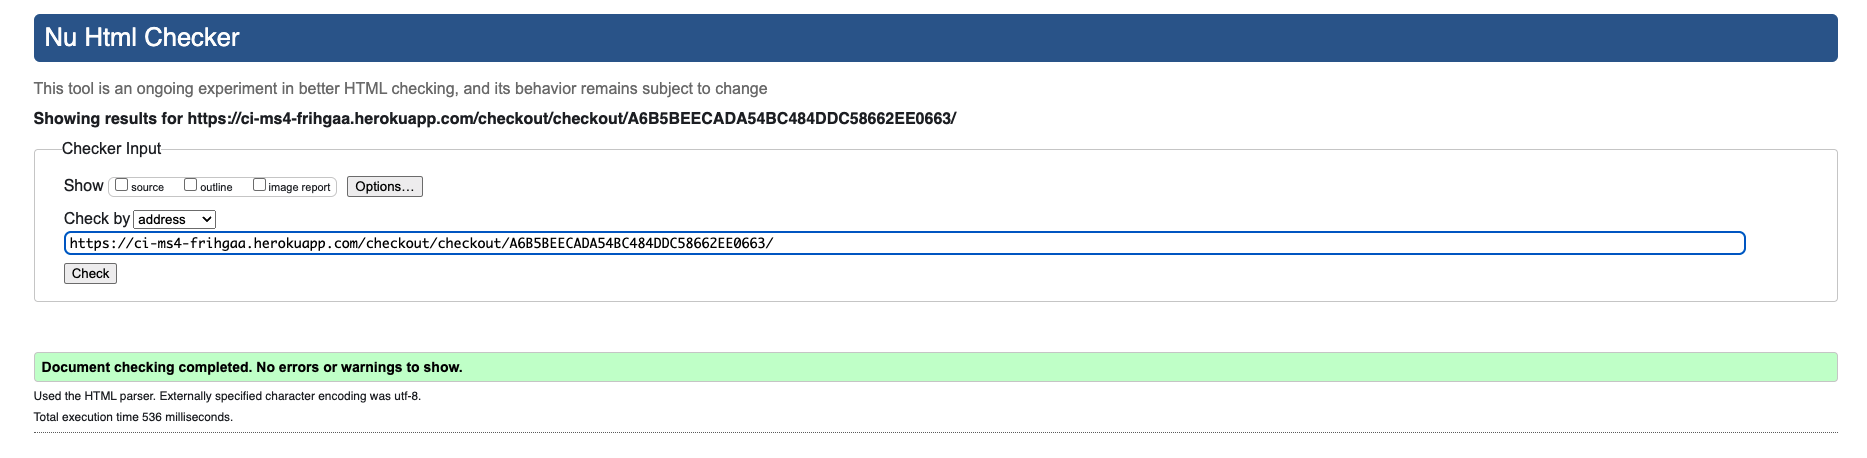 Nu Html Checker
This tool is an ongoing experiment in better HTML checking, and its behavior remains subject to change
Showing results for https://ci-ms4-frihgaa.herokuapp.com/checkout/checkout/A6B5BEECADA54BC484DDC58662EE0663/
Checker Input
Show source outline image report Options...
Check by address
https://ci-ms4-frihgaa.herokuapp.com/checkout/checkout/A6B5BEECADA54BC484DDC58662EE0663/
Check
Document checking completed. No errors or warnings to show.
Used the HTML parser. Externally specified character encoding was utf-8.
Total execution time 536 milliseconds.